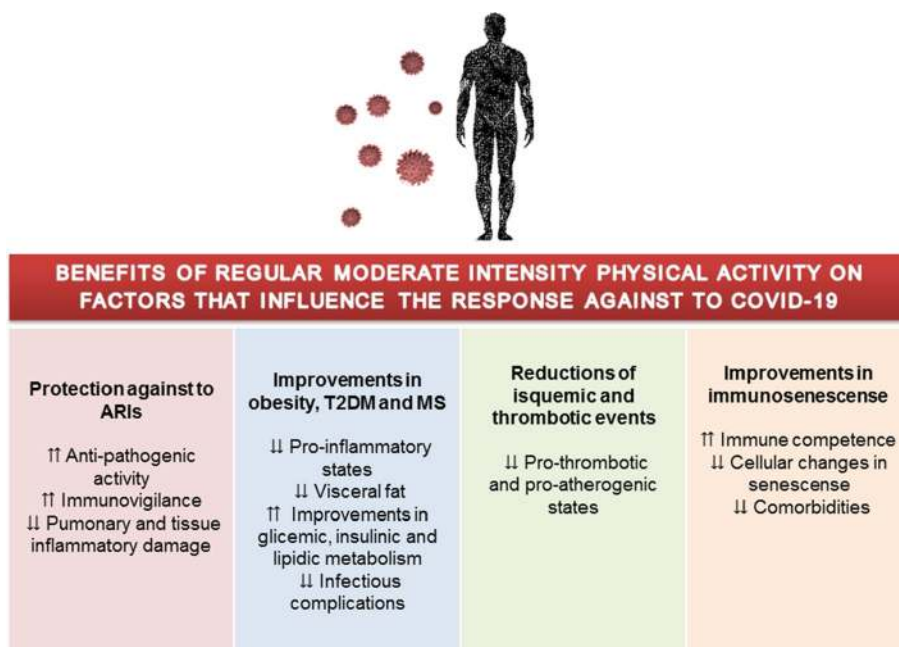 BENEFITS OF REGULAR MODERATE INTENSITY PHYSICAL ACTIVITY ON
FACTORS THAT INFLUENCE THE RESPONSE AGAINST TO COVID-19
Protection against to
ARIs
⇈ Anti-pathogenic
activity
⇈ Immunovigilance
⇊ Pumonary and tissue
inflammatory damage
Improvements in
obesity, T2DM and MS
⇊ Pro-inflammatory
states
⇊ Visceral fat
⇈ Improvements in
glicemic, insulinic and
lipidic metabolism
⇊ Infectious
complications
Reductions of
isquemic and
thrombotic events
⇊ Pro-thrombotic
and pro-atherogenic
states
Improvements in
immunosenescense
⇈ Immune competence
⇊ Cellular changes in
senescense
⇊ Comorbidities